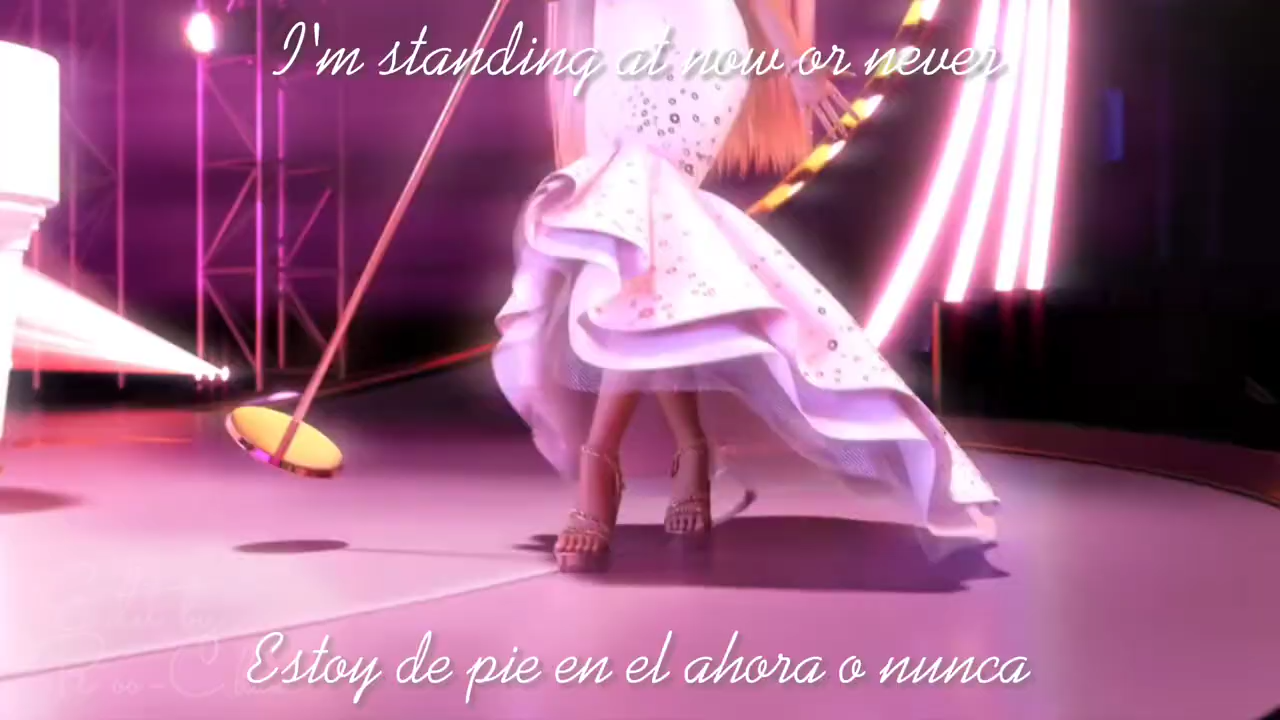 I'm standing at now or never
Estoy de pie en el ahora o nunca